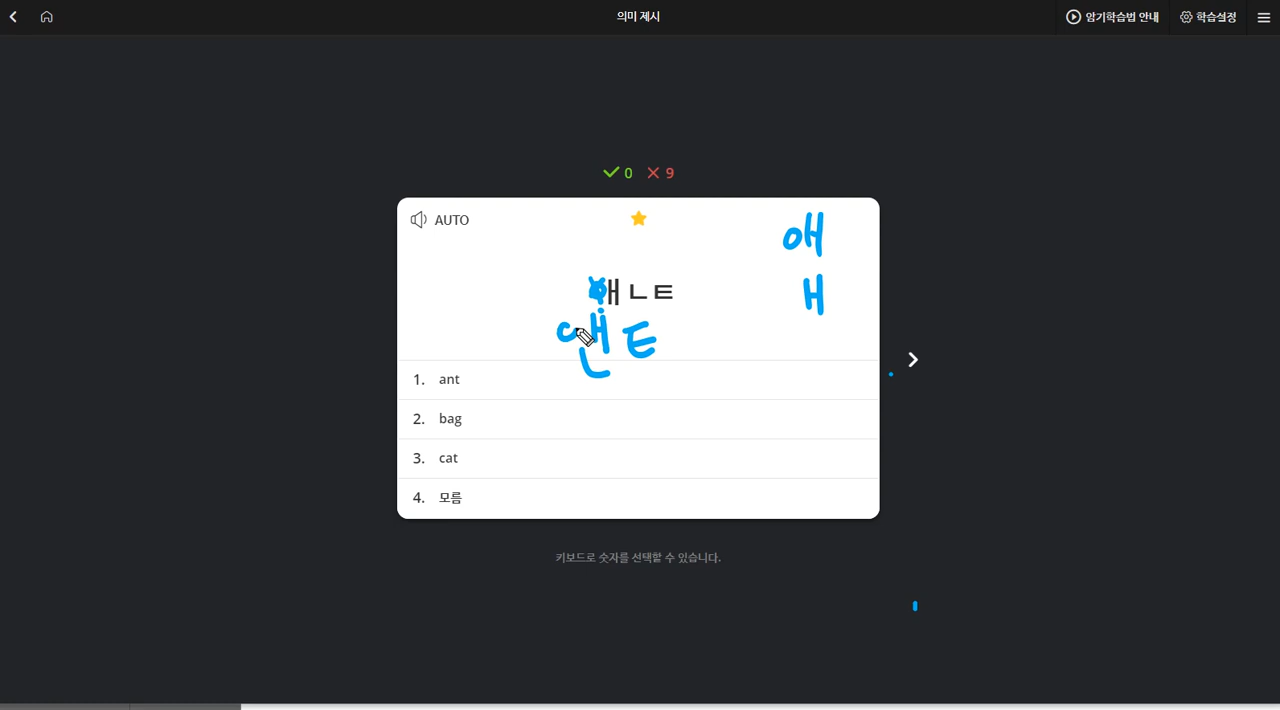 의미 제시
암기학습법 안내
학습설정
0 9
AUTO
애
애ㄴㅌ
ㅐ
앤 ㅌ
1. ant
2. bag
3. cat
4. 모름
키보드로 숫자를 선택할 수 있습니다.